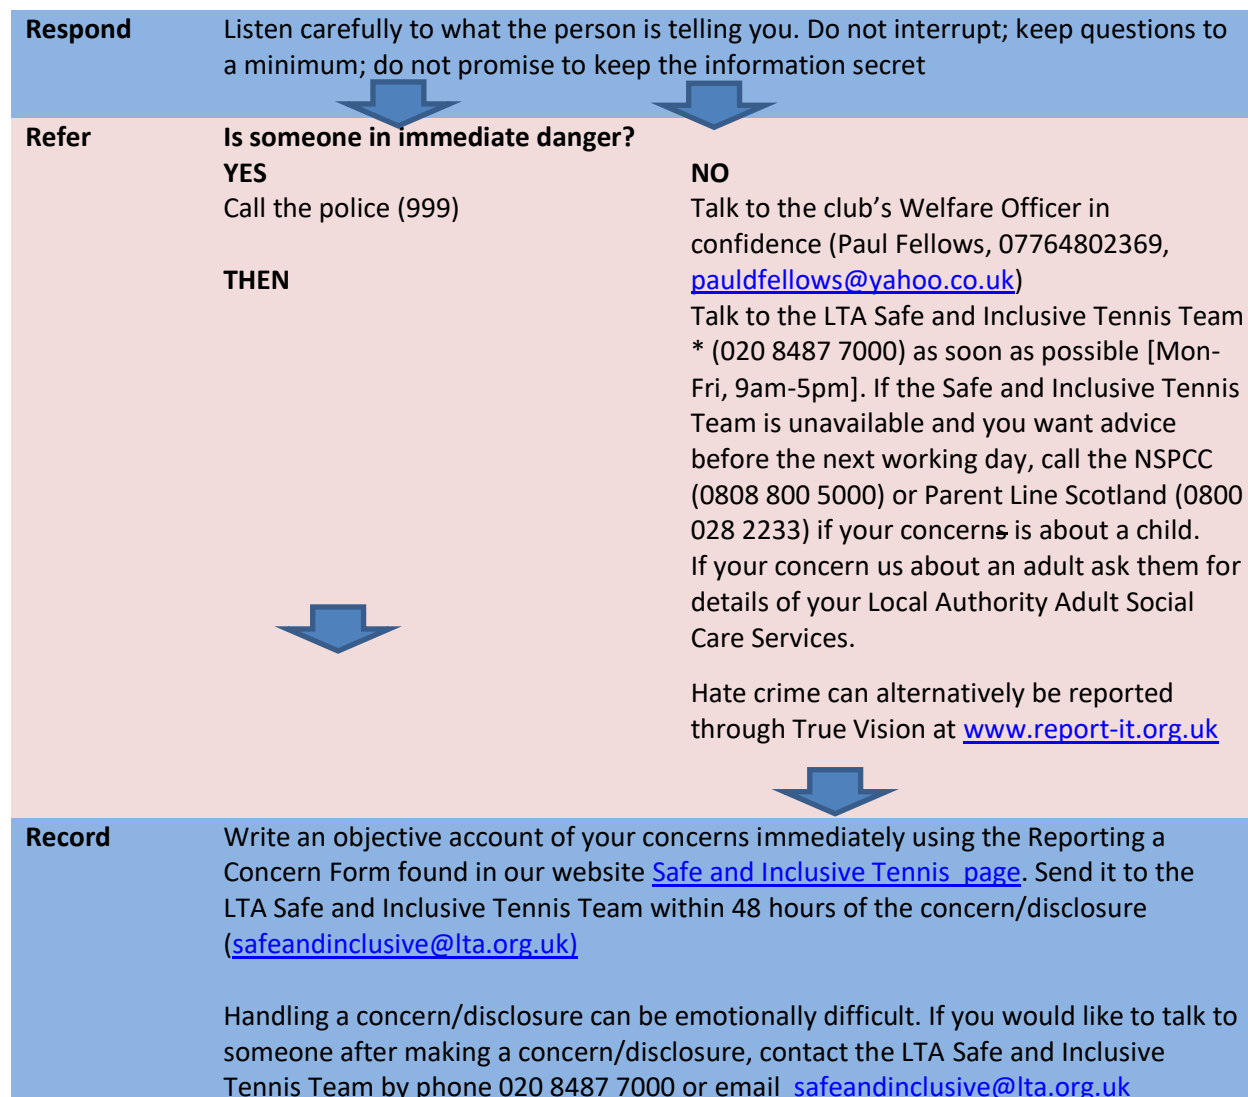 Respond
Listen carefully to what the person is telling you. Do not interrupt; keep questions to
a minimum; do not promise to keep the information secret
Refer
Is someone in immediate danger?
YES
Call the police (999)
THEN
NO
Talk to the club's Welfare Officer in
confidence (Paul Fellows, 07764802369,
pauldfellows@yahoo.co.uk)
Talk to the LTA Safe and Inclusive Tennis Team
* (020 8487 7000) as soon as possible [Mon-
Fri, 9am-5pm]. If the Safe and Inclusive Tennis
Team is unavailable and you want advice
before the next working day, call the NSPCC
(0808 800 5000) or Parent Line Scotland (0800
028 2233) if your concerns is about a child.
If your concern us about an adult ask them for
details of your Local Authority Adult Social
Care Services.
Hate crime can alternatively be reported
through True Vision at www.report-it.org.uk
Record
Write an objective account of your concerns immediately using the Reporting a
Concern Form found in our website Safe and Inclusive Tennis  page. Send it to the
LTA Safe and Inclusive Tennis Team within 48 hours of the concern/disclosure
(safeandinclusive@lta.org.uk)
Handling a concern/disclosure can be emotionally difficult. If you would like to talk to
someone after making a concern/disclosure, contact the LTA Safe and Inclusive
Tennis Team by phone 020 8487 7000 or email  safeandinclusive@lta.org.uk